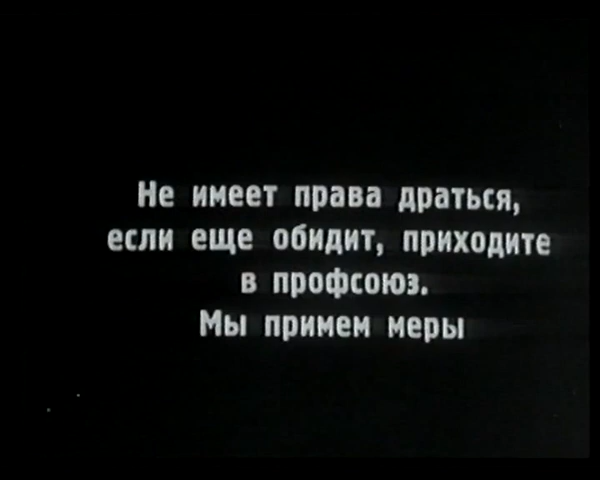 Не имеет права драться,
если еще обидит, приходите
в профсоюз.
Мы примем меры